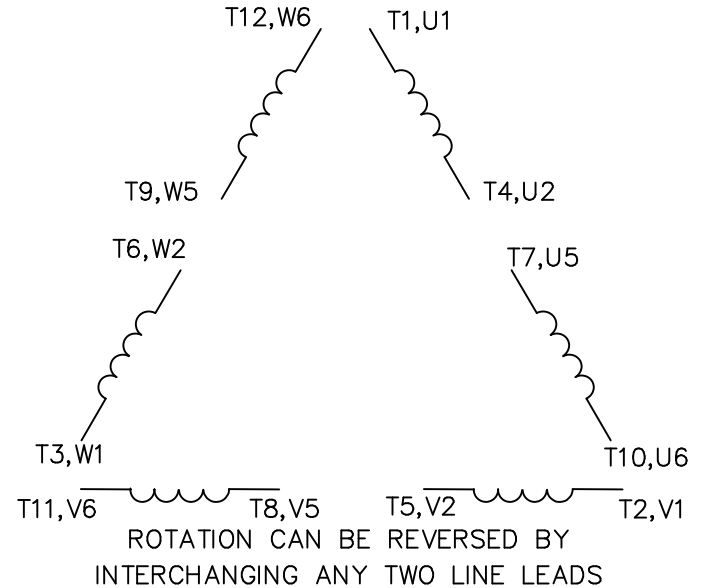 T12,W6
T1,U1
T9,W5
T4,U2
T6,W2
T7,U5
T3,W1
T10,U6
T11,V6
T8,V5
T5,V2
T2,V1
ROTATION CAN BE REVERSED BY
INTERCHANGING ANY TWO LINE LEADS